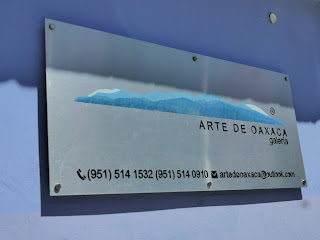 ARTE DE OAXACA
galería
(951) 514 1532 (951) 514 0910 artedeoaxaca@outlook.com